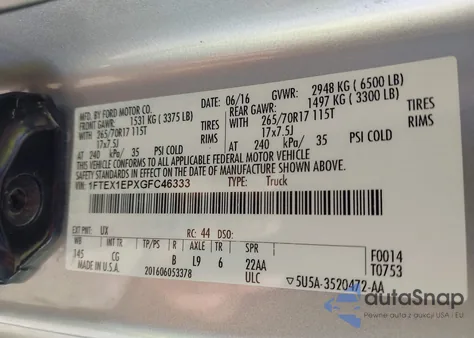 MFD. BY FORD MOTOR CO. DATE: 06/16 GVWR: 2948 KG ( 6500 LB)
FRONT GAWR: 1531 KG ( 3375 LB) REAR GAWR: 1497 KG ( 3300 LB)
WITH 265/70R17 115T TIRES WITH 265/70R17 115T TIRES
17x7.5J RIMS 17x7.5J RIMS
AT 240 kPa/ 35 PSI COLD AT 240 kPa/ 35 PSI COLD
THIS VEHICLE CONFORMS TO ALL APPLICABLE FEDERAL MOTOR VEHICLE
SAFETY STANDARDS IN EFFECT ON THE DATE OF MANUFACTURE SHOWN ABOVE.
VIN: 1FTEX1EPXGFC46333 TYPE: Truck
EXT PNT: UX RC: 44 DSO:
WB INT TR. TP/PS R AXLE TR SPR F0014
145 CG B L9 6 22AA T0753
MADE IN U.S.A. 201606053378 ULC 5U5A-3520472-AA
autoSnap
Pewne auta z aukcji USA i EU